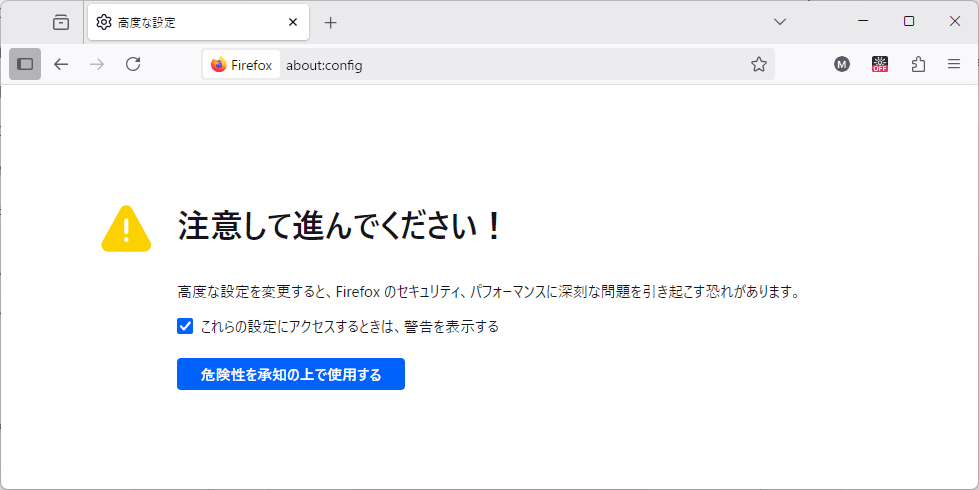 高度な設定
Firefox about:config
M
OFF
注意して進んでください！
高度な設定を変更すると、Firefox のセキュリティ、パフォーマンスに深刻な問題を引き起こす恐れがあります。
これらの設定にアクセスするときは、警告を表示する
危険性を承知の上で使用する